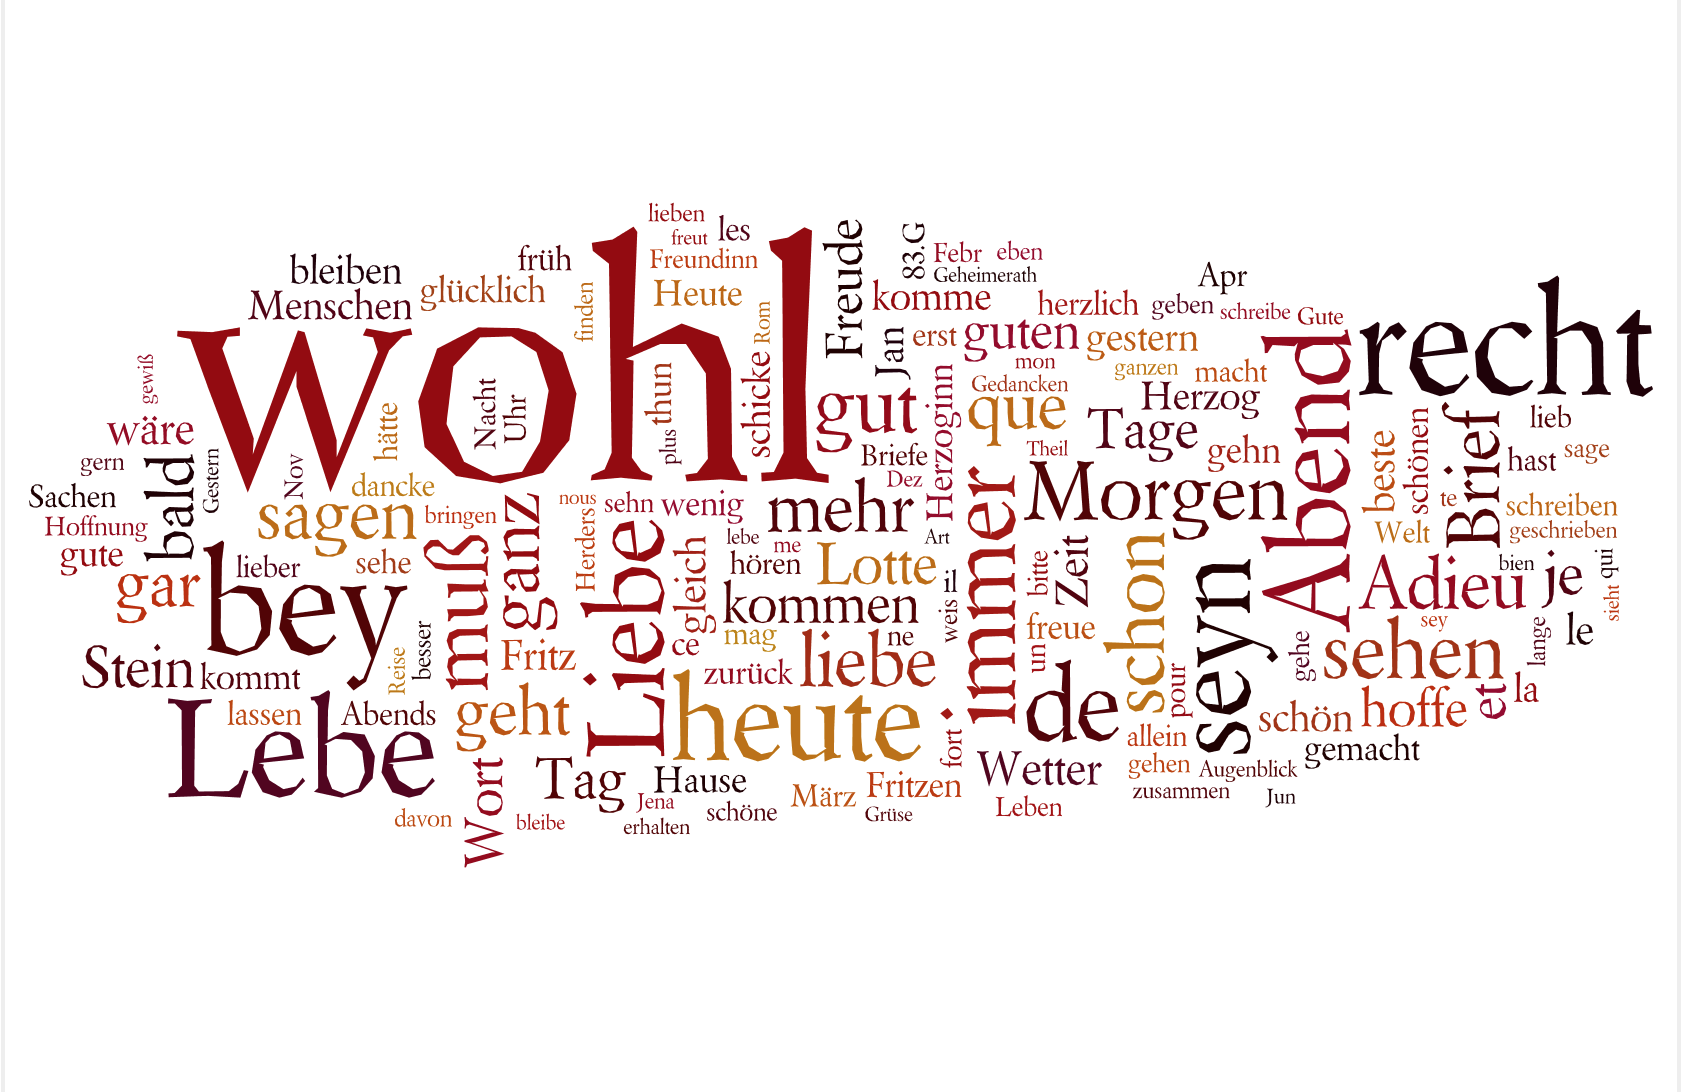 lieben
freut
les
bleiben
früh
Freundinn
Freude
83.G
Febr
eben
Geheimerath
Apr
Menschen
glücklich
finden
Heute
Rom
komme
herzlich
geben
schreibe
Gute
wohl
Jan
erst
guten
gestern
Abend
recht
gewiß
mon
ganzen
macht
Gedancken
Nacht
Uhr
plus
thun
schicke
gut
Herzoginn
que
Herzog
Tage
wäre
hätte
Briefe
Dez
Theil
gehn
beste
schönen
Brief
lieb
hast
sage
gern
bald
Gestern
Nov
dancke
Sachen
Hoffnung
sagen
bringen
ganz
nous
Herders
sehn
wenig
mehr
Art
immer
Morgen
te
Welt
schreiben
geschrieben
gute
gar
bey
lieber
sehe
muß
Liebe
gleich
lebe
me
hören
Lotte
il
weis
bitte
Zeit
schon
seyn
Adieu
bien
je
qui
sieht
kommen
mag
ce
ne
freue
un
sey
le
lange
Stein
kommt
Reise
besser
Fritz
zurück
liebe
de
pour
gehe
sehen
Lebe
lassen
Abends
geht
heute
fort
allein
schön
hoffe
et
la
gehen
Augenblick
gemacht
Wort
Tag
Hause
Wetter
zusammen
Jun
davon
bleibe
Jena
erhalten
schöne
März
Fritzen
Grüse
Leben